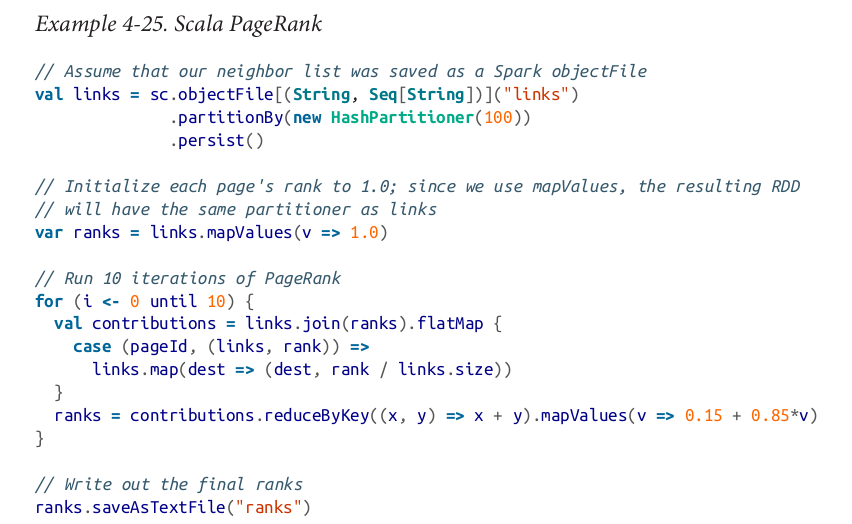 Example 4-25. Scala PageRank
// Assume that our neighbor list was saved as a Spark objectFile
val links = sc.objectFile[(String, Seq[String])]("links")
              .partitionBy(new HashPartitioner(100))
              .persist()
// Initialize each page's rank to 1.0; since we use mapValues, the resulting RDD
// will have the same partitioner as links
var ranks = links.mapValues(v => 1.0)
// Run 10 iterations of PageRank
for (i <- 0 until 10) {
  val contributions = links.join(ranks).flatMap {
    case (pageId, (links, rank)) =>
      links.map(dest => (dest, rank / links.size))
  }
  ranks = contributions.reduceByKey((x, y) => x + y).mapValues(v => 0.15 + 0.85*v)
}
// Write out the final ranks
ranks.saveAsTextFile("ranks")